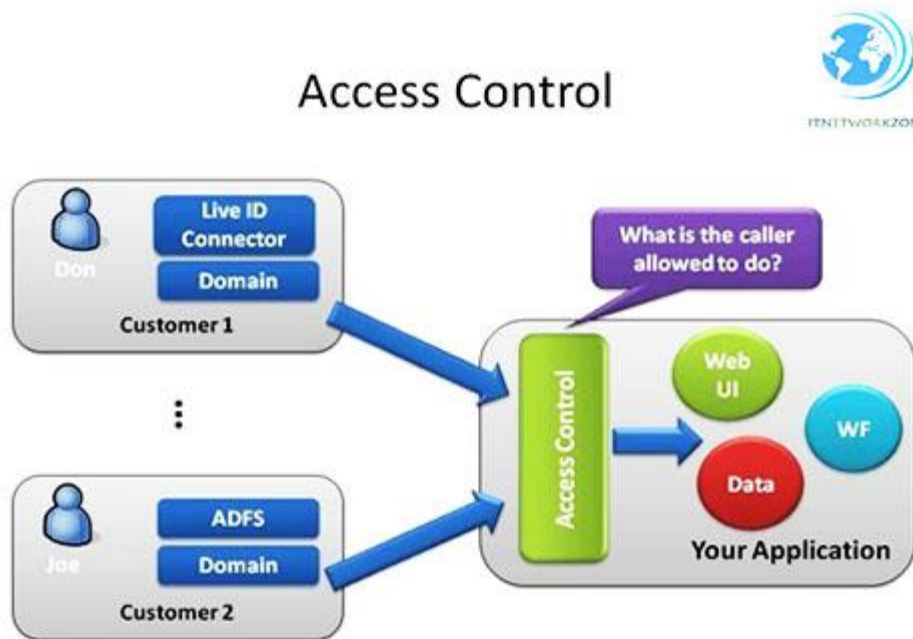 Access Control
Don
Live ID
Connector
Domain
Customer 1
ADFS
Joe
Domain
Customer 2
What is the caller
allowed to do?
Access Control
Web
UI
WF
Data
Your Application